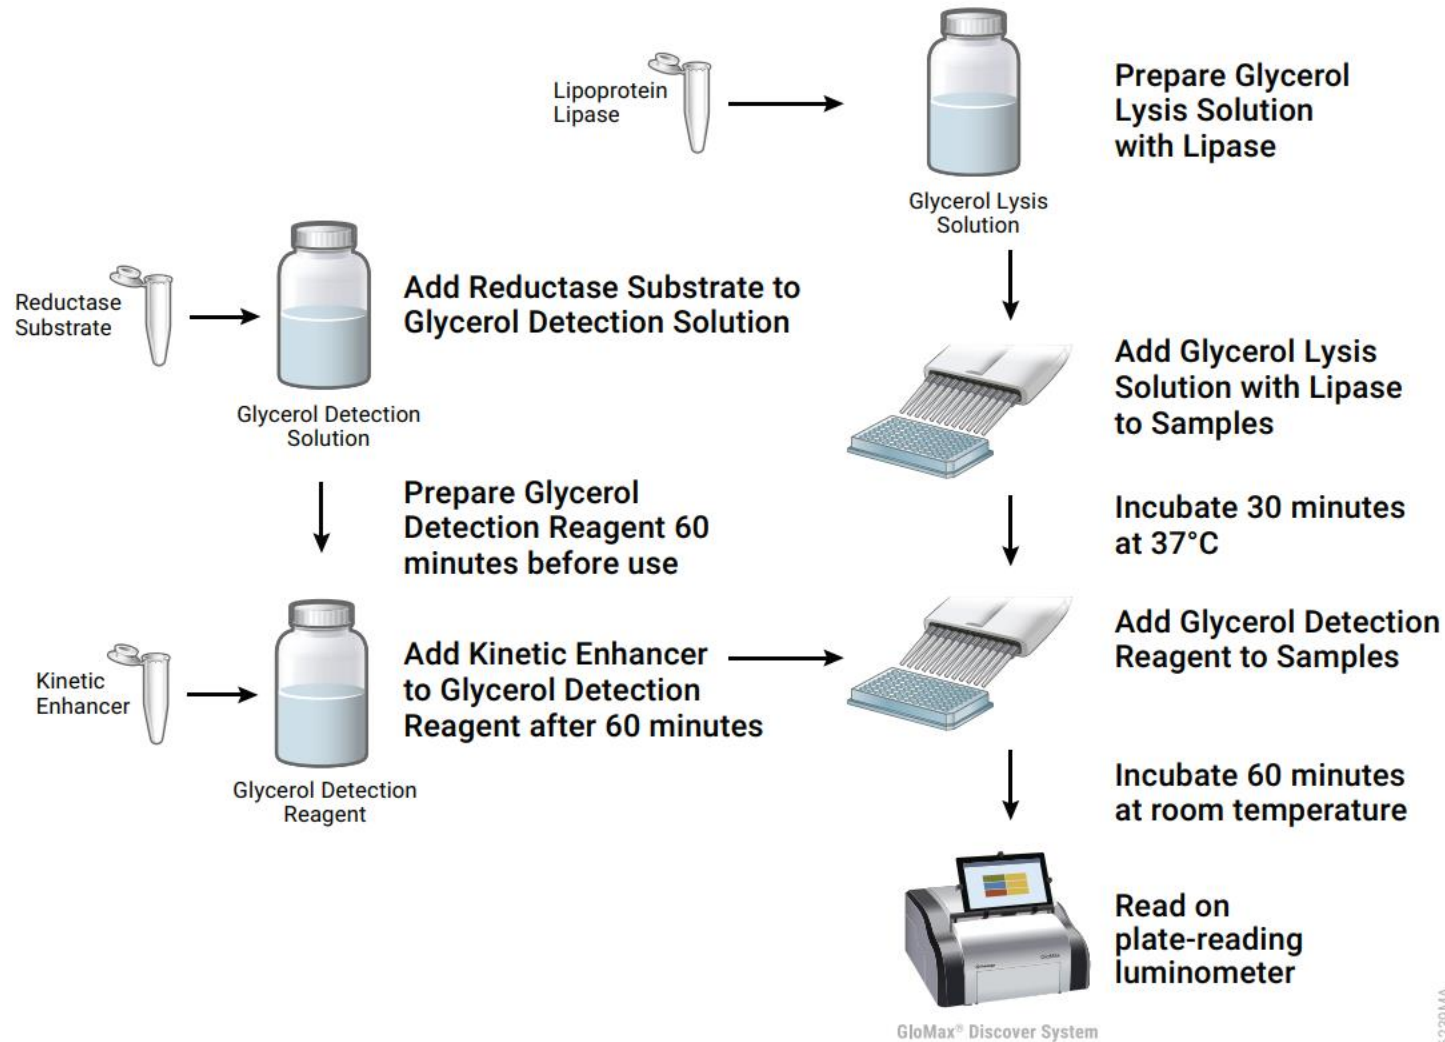 Lipoprotein
Lipase
Prepare Glycerol
Lysis Solution
with Lipase
Glycerol Lysis
Solution
Reductase
Substrate
Add Reductase Substrate to
Glycerol Detection Solution
Glycerol Detection
Solution
Add Glycerol Lysis
Solution with Lipase
to Samples
Prepare Glycerol
Detection Reagent 60
minutes before use
Incubate 30 minutes
at 37°C
Kinetic
Enhancer
Add Kinetic Enhancer
to Glycerol Detection
Reagent after 60 minutes
Glycerol Detection
Reagent
Add Glycerol Detection
Reagent to Samples
Incubate 60 minutes
at room temperature
Read on
plate-reading
luminometer
GloMax® Discover System